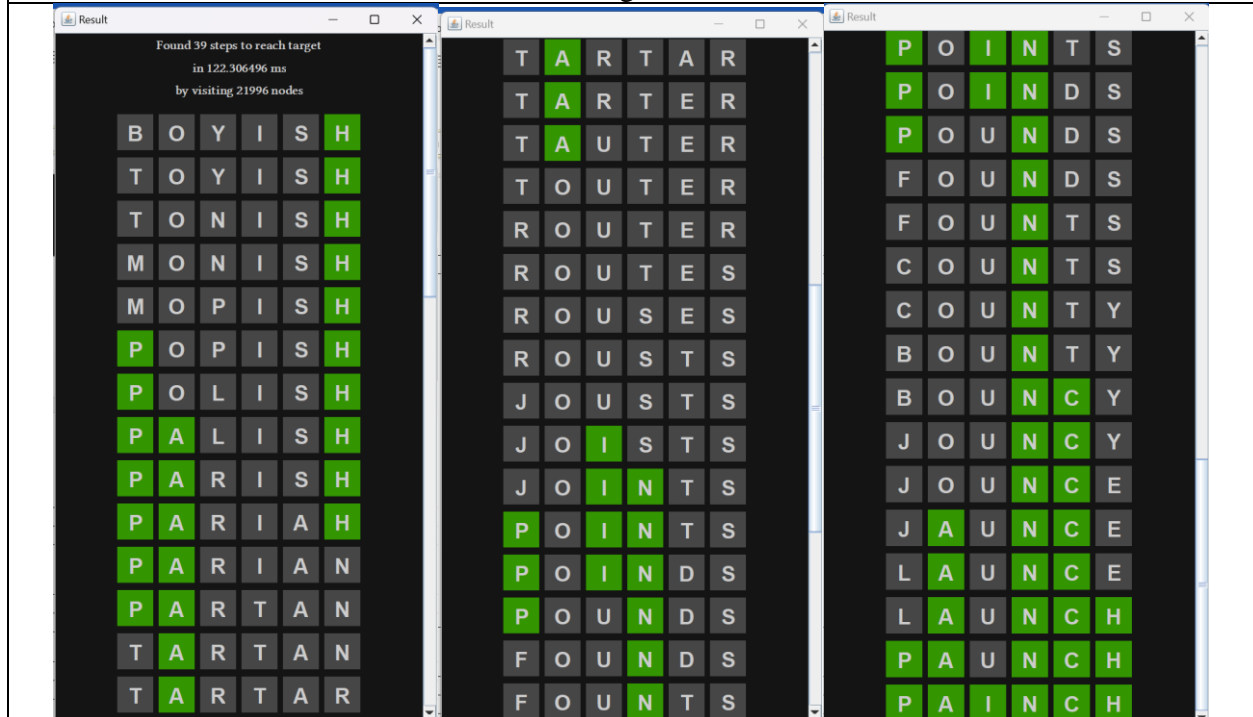 Result
Found 39 steps to reach target
in 122.306496 ms
by visiting 21996 nodes
BOYISH
TOYISH
TONISH
MONISH
MOPISH
POPISH
POLISH
PALISH
PARISH
PARIAH
PARIAN
PARTAN
TARTAN
TARTAR
Result
TARTAR
TARTER
TAUTER
TOUTER
ROUTER
ROUTES
ROUSES
ROUSTS
JOUSTS
JOISTS
JOINTS
POINTS
POINDS
POUNDS
FOUNDS
FOUNTS
Result
POINTS
POINDS
POUNDS
FOUNDS
FOUNTS
COUNTS
COUNTY
BOUNTY
BOUNCY
JOUNCY
JOUNCE
JAUNCE
LAUNCE
LAUNCH
PAUNCH
PAINCH